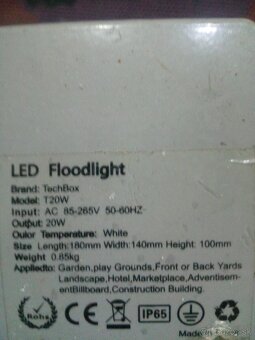 LED Floodlight
Brand: TechBox
Model: T20W
Input: AC 85-265V 50-60HZ
Output: 20W
Oulor Temperature: White
Size: Length:180mm Width:140mm Height: 100mm
Weight: 0.85kg
Appliedto: Garden,play Grounds,Front or Back Yards
Landscape,Hotel,Marketplace,Advertisem-
entBillboard,Construction Building.
RoHS CE IP65
Made